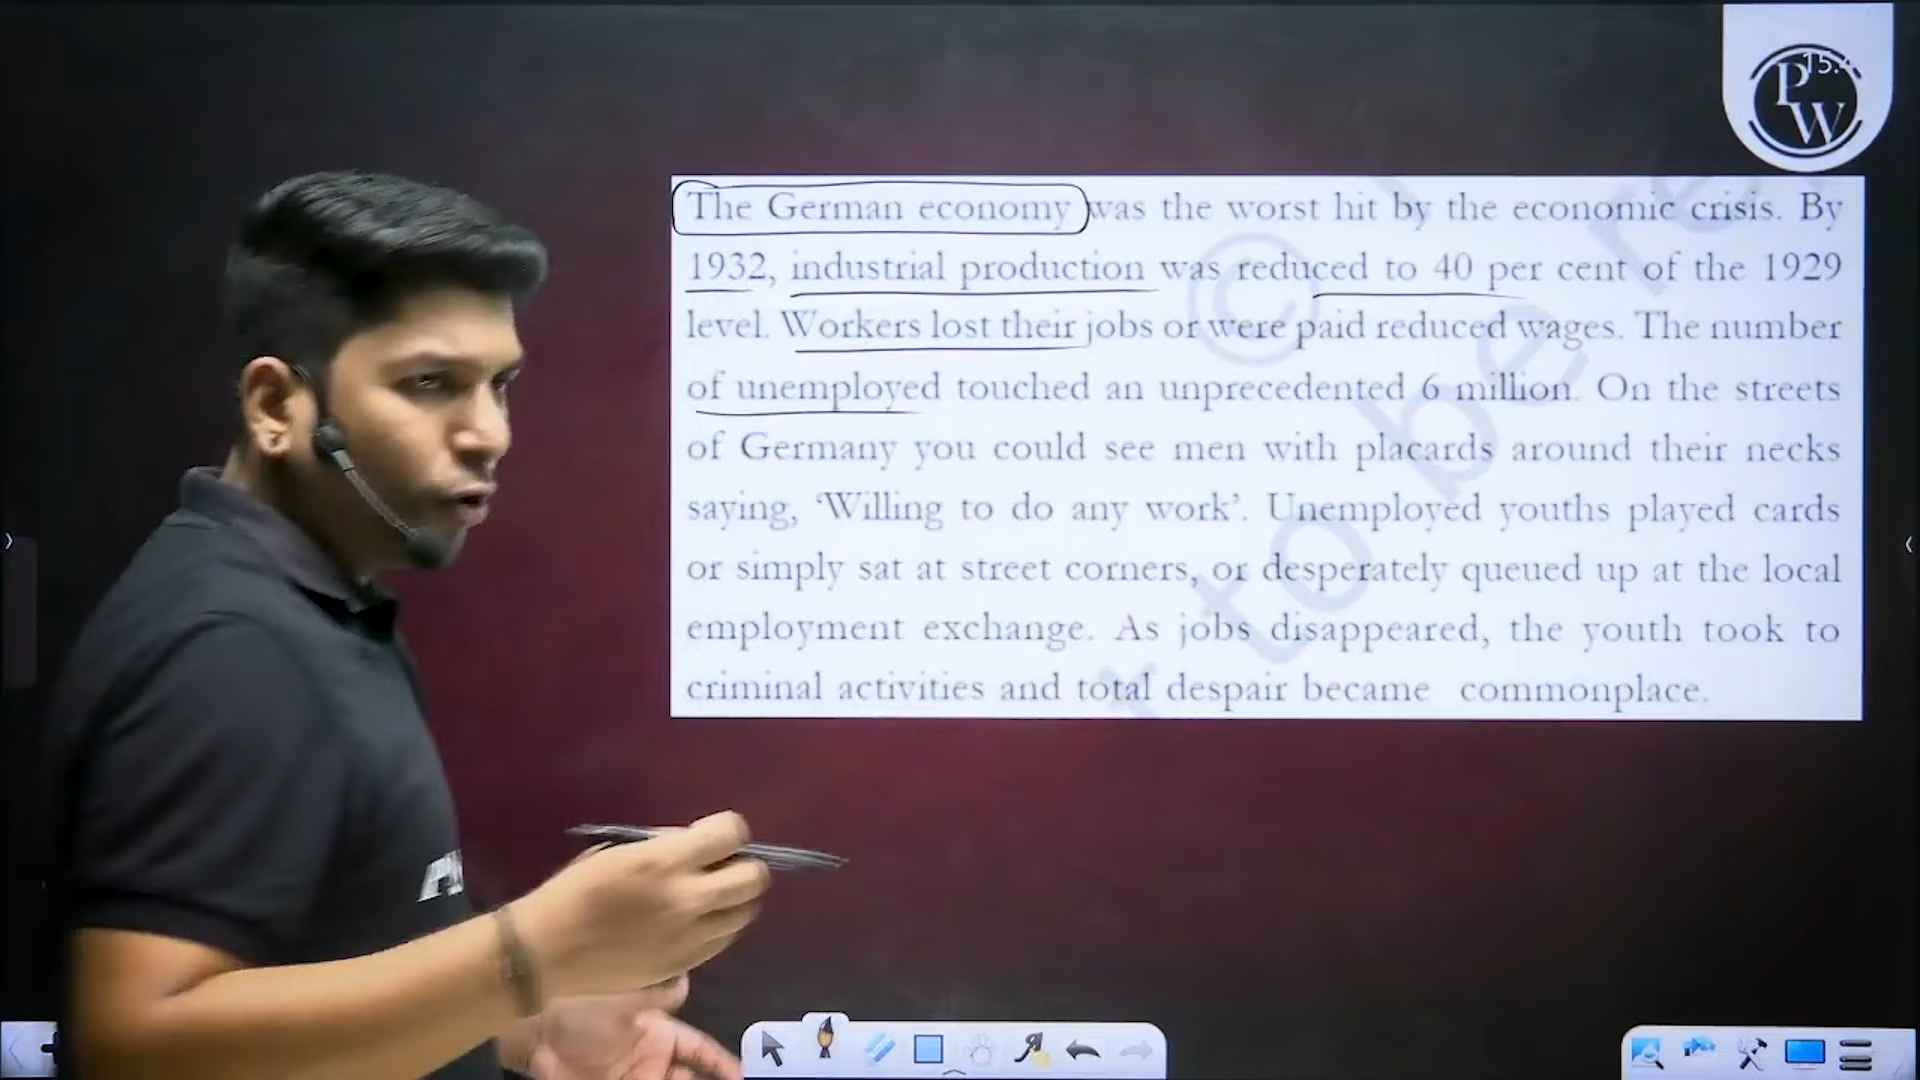 P 15.
W
The German economy was the worst hit by the economic crisis. By
1932, industrial production was reduced to 40 per cent of the 1929
level. Workers lost their jobs or were paid reduced wages. The number
of unemployed touched an unprecedented 6 million. On the streets
of Germany you could see men with placards around their necks
saying, ‘Willing to do any work’. Unemployed youths played cards
or simply sat at street corners, or desperately queued up at the local
employment exchange. As jobs disappeared, the youth took to
criminal activities and total despair became commonplace.